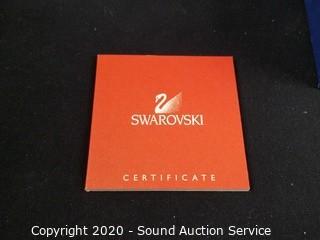 SWAROVSKI
CERTIFICATE
Copyright 2020 - Sound Auction Service